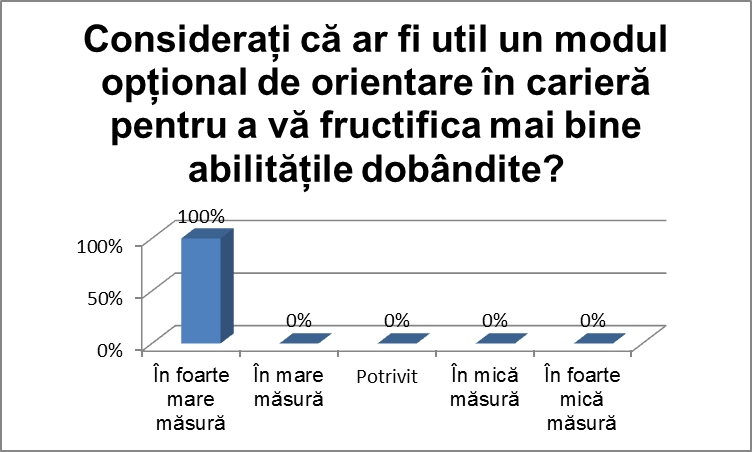 Considerați că ar fi util un modul
opțional de orientare în carieră
pentru a vă fructifica mai bine
abilitățile dobândite?
100%
100%
50%
0% 0% 0% 0%
0%
În foarte mare măsură
În mare măsură
Potrivit
În mică măsură
În foarte mică măsură